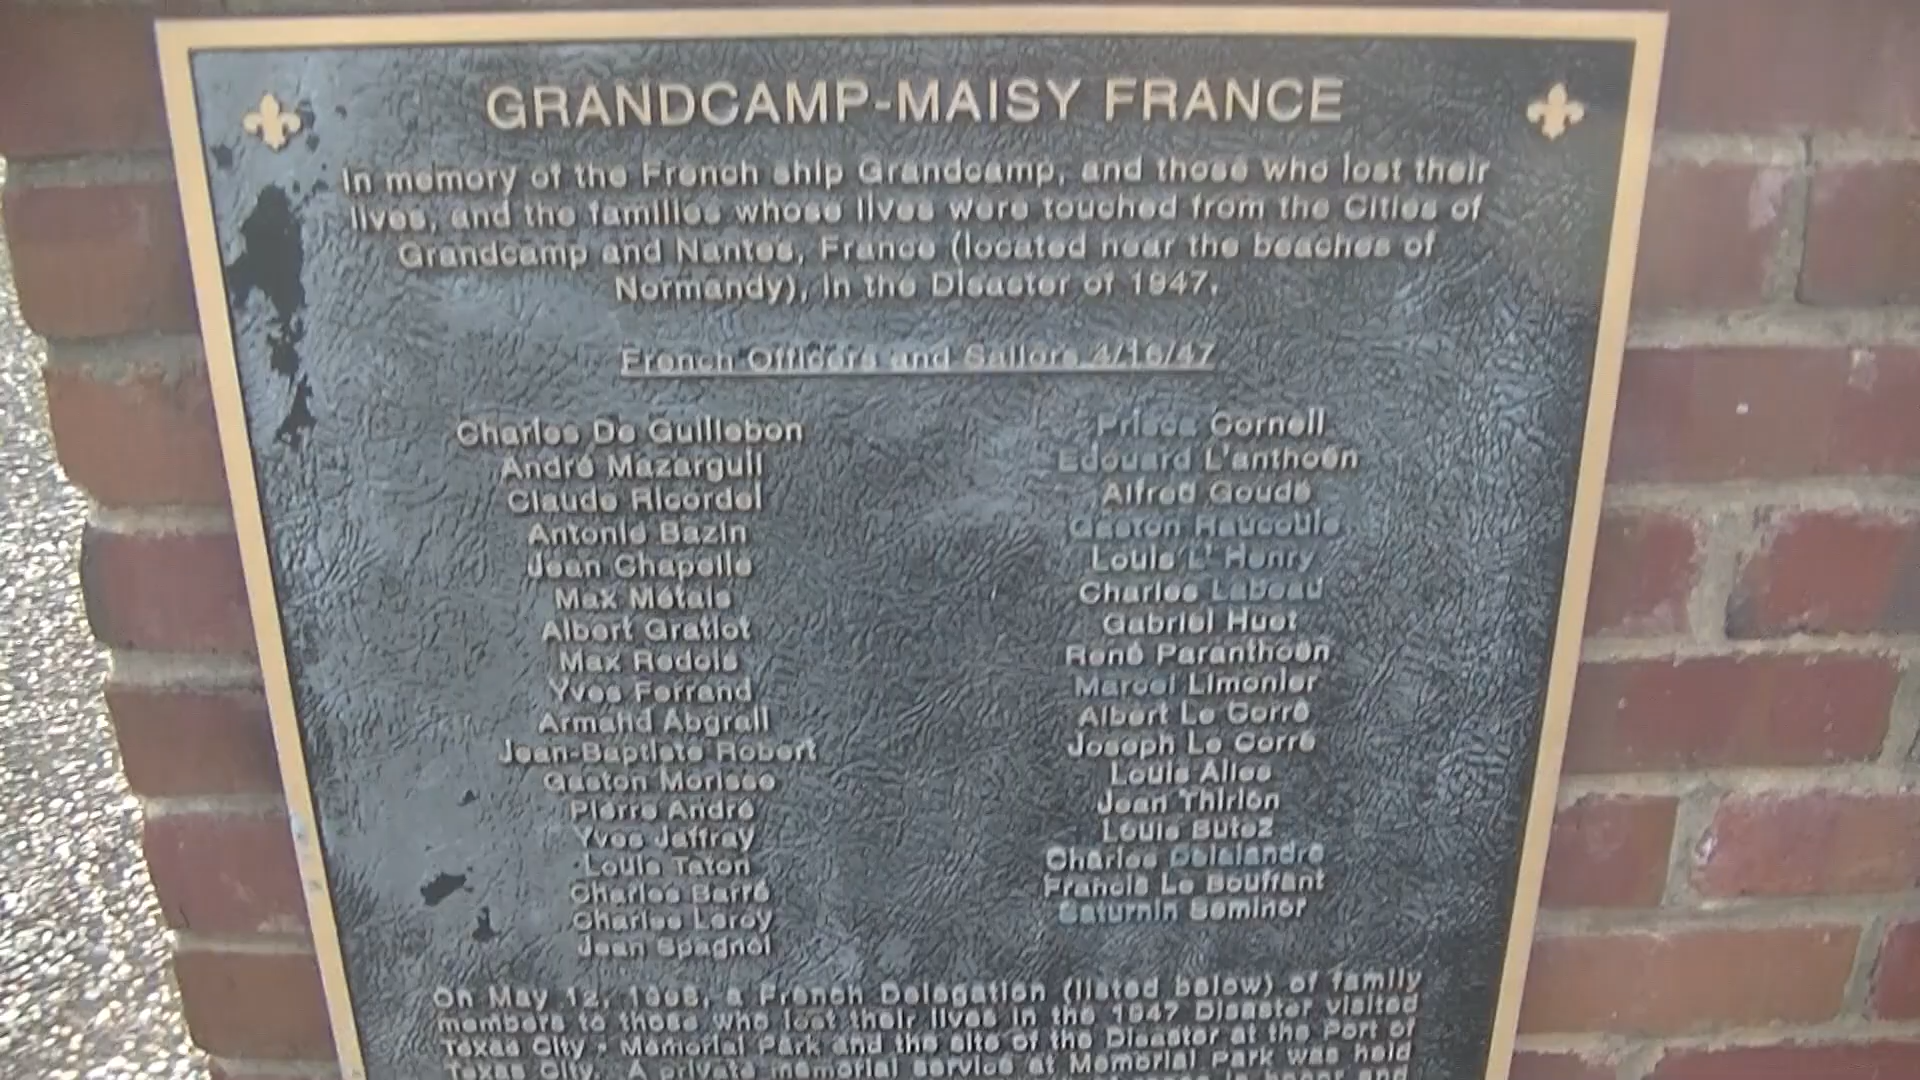 GRANDCAMP-MAISY FRANCE
In memory of the French ship Grandcamp, and those who lost their
lives, and the families whose lives were touched from the Cities of
Grandcamp and Nantes, France (located near the beaches of
Normandy), in the Disaster of 1947.
French Officers and Sailors 4/16/47
Charles De Guillebon
André Mazarguil
Claude Ricordel
Antonie Bazin
Jean Chapelle
Max Métais
Albert Gratiot
Max Redois
Yves Ferrand
Armand Abgrall
Jean-Baptiste Robert
Gaston Morisse
Pierre André
Yves Jaffray
Louis Taton
Charles Barré
Charles Leroy
Jean Spagnol
Cornell
Edouard L'anthoën
Alfred Goudé
Gaston
Louis L' Henry
Charles Labeau
Gabriel Huet
René Paranthoën
Marcel Limonier
Albert Le Corre
Joseph Le Corre
Louis Alies
Jean Thirion
Louis Butez
Charles Delalandre
Francis Le Bouffant
Saturnin Seminor
On May 12, 1998, a French Delegation (listed below) of family
members to those who lost their lives in the 1947 Disaster visited
Texas City - Memorial Park and the site of the Disaster at the Port of
Texas City. A private memorial service at Memorial Park was held
in honor and